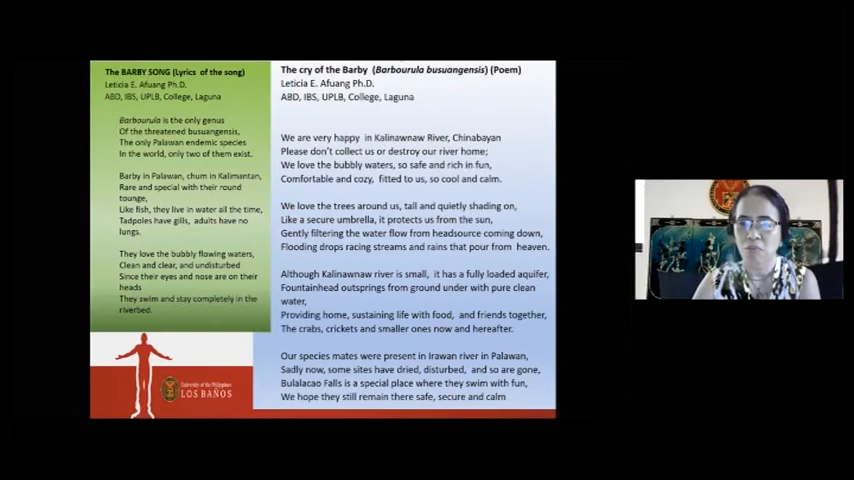 The BARBY SONG (Lyrics of the song)
Leticia E. Afuang Ph.D.
ABD, IBS, UPLB, College, Laguna
Barbourula is the only genus
Of the threatened busuangensis,
The only Palawan endemic species
In the world, only two of them exist.
Barby in Palawan, chum in Kalimantan,
Rare and special with their round
tounge,
Like fish, they live in water all the time,
Tadpoles have gills, adults have no
lungs.
They love the bubbly flowing waters,
Clean and clear, and undisturbed
Since their eyes and nose are on their
heads
They swim and stay completely in the
riverbed.
University of the Philippines
LOS BAÑOS
The cry of the Barby (Barbourula busuangensis) (Poem)
Leticia E. Afuang Ph.D.
ABD, IBS, UPLB, College, Laguna
We are very happy in Kalinawnaw River, Chinabayan
Please don't collect us or destroy our river home;
We love the bubbly waters, so safe and rich in fun,
Comfortable and cozy, fitted to us, so cool and calm.
We love the trees around us, tall and quietly shading on,
Like a secure umbrella, it protects us from the sun,
Gently filtering the water flow from headsource coming down,
Flooding drops racing streams and rains that pour from heaven.
Although Kalinawnaw river is small, it has a fully loaded aquifer,
Fountainhead outsprings from ground under with pure clean
water,
Providing home, sustaining life with food, and friends together,
The crabs, crickets and smaller ones now and hereafter.
Our species mates were present in Irawan river in Palawan,
Sadly now, some sites have dried, disturbed, and so are gone,
Bulalacao Falls is a special place where they swim with fun,
We hope they still remain there safe, secure and calm